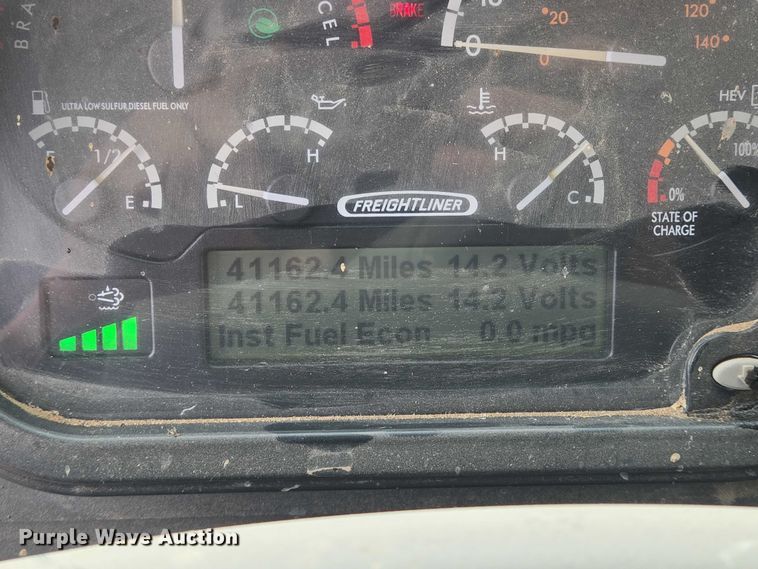 BRA
ACCEL
BRAKE
10
0
20
0
120
140
ULTRA LOW SULFUR DIESEL FUEL ONLY
F
1/2
E
H
L
H
C
HEV
100%
0%
STATE OF
CHARGE
FREIGHTLINER
41162.4 Miles 14.2 Volts
41162.4 Miles 14.2 Volts
Inst Fuel Econ 0.0 mpg
Purple Wave Auction®